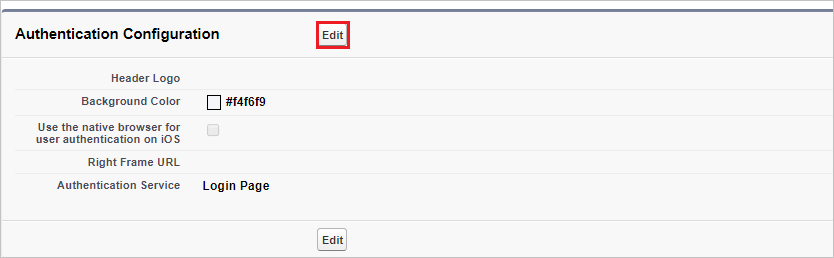 Authentication Configuration Edit
Header Logo
Background Color #f4f6f9
Use the native browser for
user authentication on iOS
Right Frame URL
Authentication Service Login Page
Edit